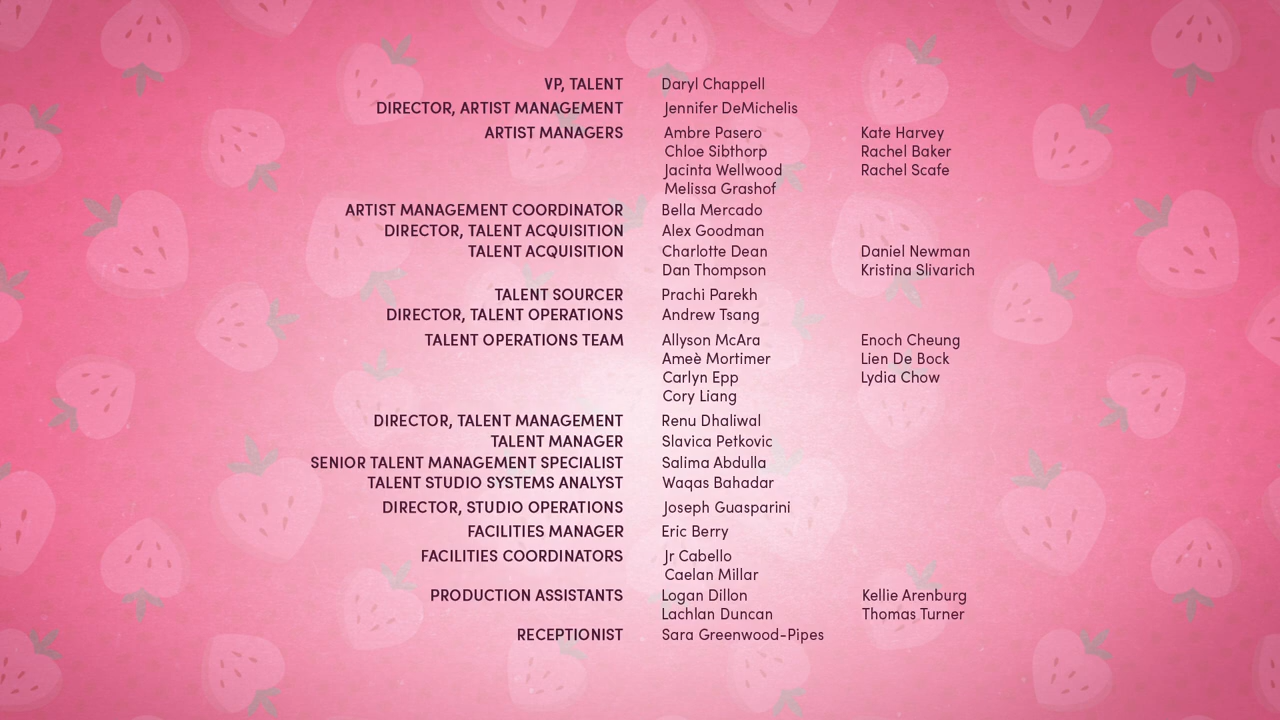 VP, TALENT Daryl Chappell
DIRECTOR, ARTIST MANAGEMENT Jennifer DeMichelis
ARTIST MANAGERS Ambre Pasero Kate Harvey
Chloe Sibthorp Rachel Baker
Jacinta Wellwood Rachel Scafe
Melissa Grashof
ARTIST MANAGEMENT COORDINATOR Bella Mercado
DIRECTOR, TALENT ACQUISITION Alex Goodman
TALENT ACQUISITION Charlotte Dean Daniel Newman
Dan Thompson Kristina Slivarich
TALENT SOURCER Prachi Parekh
DIRECTOR, TALENT OPERATIONS Andrew Tsang
TALENT OPERATIONS TEAM Allyson McAra Enoch Cheung
Ameè Mortimer Lien De Bock
Carlyn Epp Lydia Chow
Cory Liang
DIRECTOR, TALENT MANAGEMENT Renu Dhaliwal
TALENT MANAGER Slavica Petkovic
SENIOR TALENT MANAGEMENT SPECIALIST Salima Abdulla
TALENT STUDIO SYSTEMS ANALYST Waqas Bahadar
DIRECTOR, STUDIO OPERATIONS Joseph Guasparini
FACILITIES MANAGER Eric Berry
FACILITIES COORDINATORS Jr Cabello
Caelan Millar
PRODUCTION ASSISTANTS Logan Dillon Kellie Arenburg
Lachlan Duncan Thomas Turner
RECEPTIONIST Sara Greenwood-Pipes